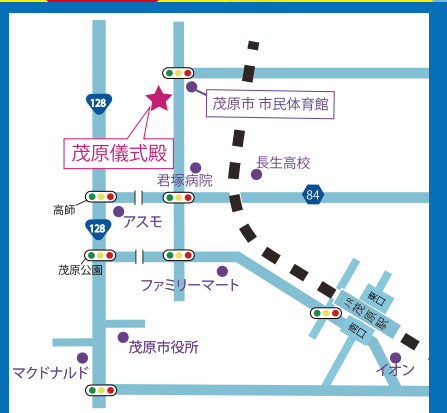 128
茂原市 市民体育館
茂原儀式殿
長生高校
君塚病院
84
高師
アスモ
128
茂原公園
ファミリーマート
東口
JR 茂原駅
南口
茂原市役所
マクドナルド
イオン